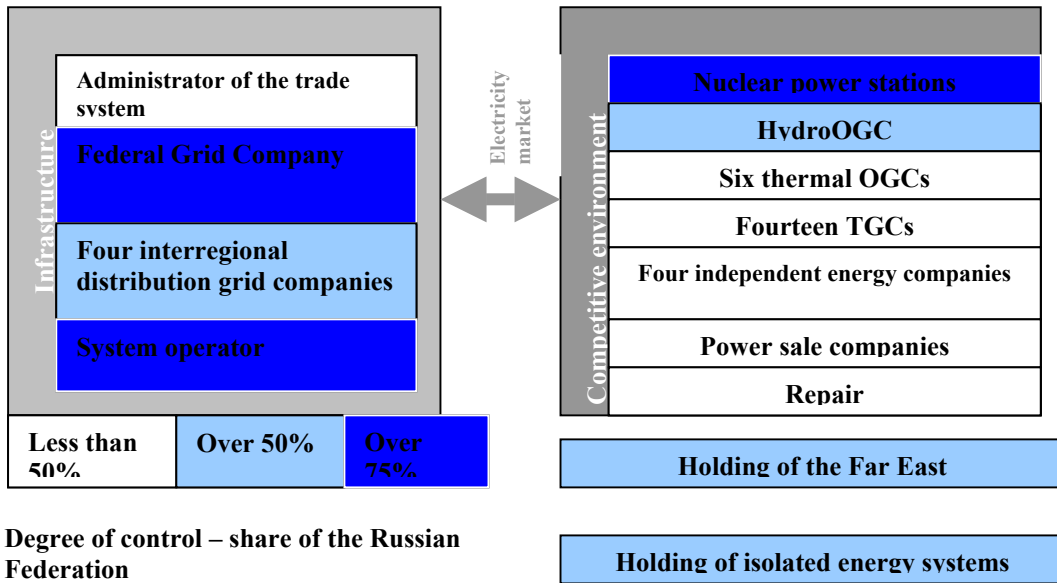 Infrastructure
Administrator of the trade
system
Federal Grid Company
Four interregional
distribution grid companies
System operator
Less than
50%
Over 50%
Over
75%
Degree of control – share of the Russian
Federation
Electricity
market
Competitive environment
Nuclear power stations
HydroOGC
Six thermal OGCs
Fourteen TGCs
Four independent energy companies
Power sale companies
Repair
Holding of the Far East
Holding of isolated energy systems